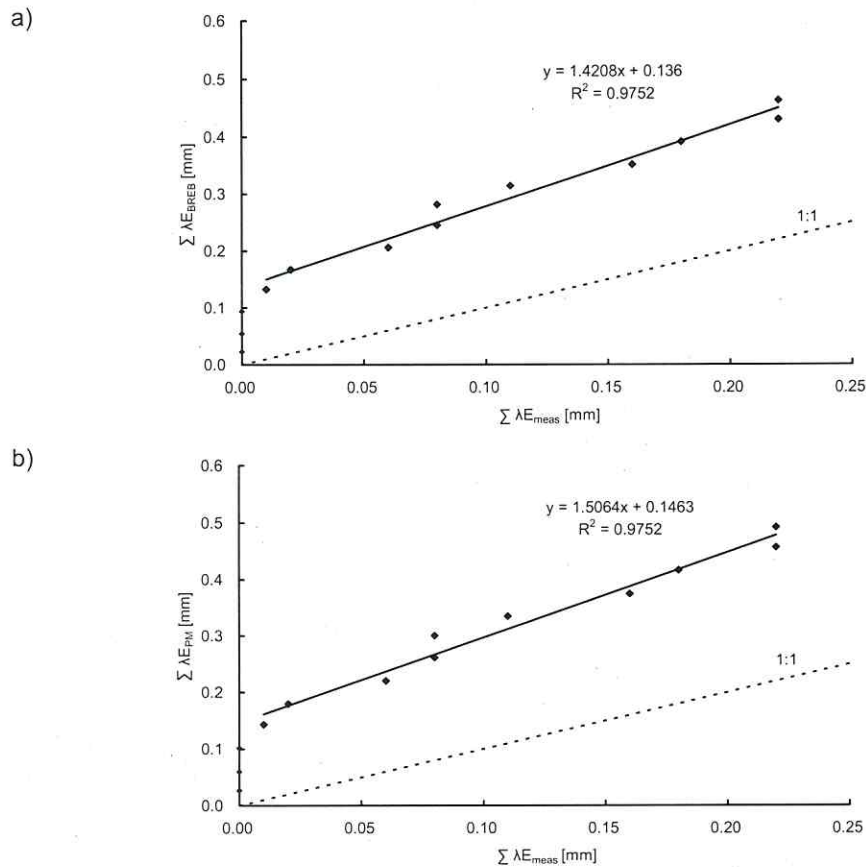 a)
y = 1.4208x + 0.136
R² = 0.9752
0.6
0.5
0.4
0.3
0.2
0.1
0.0
∑ λE_BREB [mm]
1:1
0.00 0.05 0.10 0.15 0.20 0.25
∑ λE_meas [mm]
b)
y = 1.5064x + 0.1463
R² = 0.9752
0.6
0.5
0.4
0.3
0.2
0.1
0.0
∑ λE_PM [mm]
1:1
0.00 0.05 0.10 0.15 0.20 0.25
∑ λE_meas [mm]